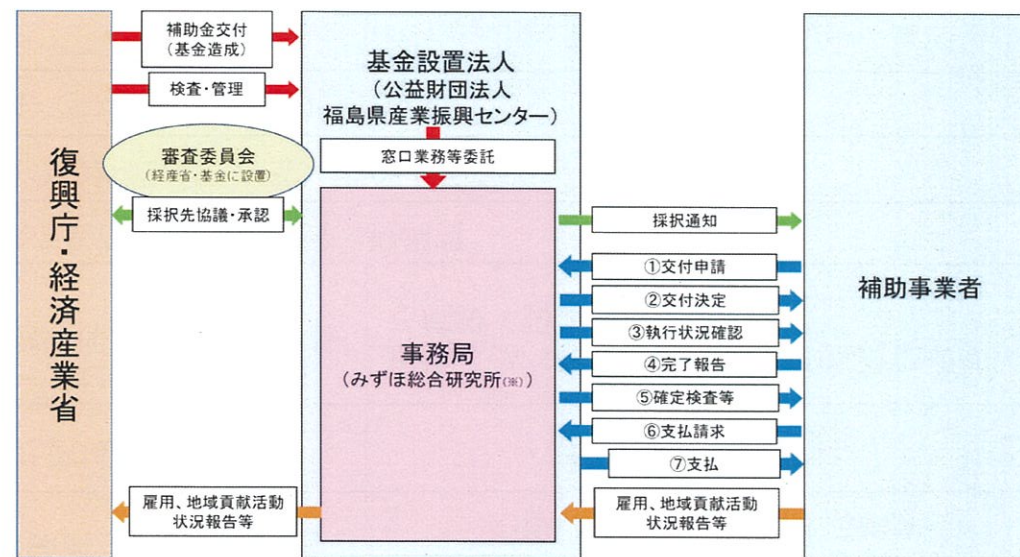 補助金交付
(基金造成)
検査・管理
復興庁・経済産業省
審査委員会
(経産省・基金に設置)
採択先協議・承認
雇用、地域貢献活動
状況報告等
基金設置法人
(公益財団法人
福島県産業振興センター)
窓口業務等委託
事務局
(みずほ総合研究所(※))
採択通知
①交付申請
②交付決定
③執行状況確認
④完了報告
⑤確定検査等
⑥支払請求
⑦支払
雇用、地域貢献活動
状況報告等
補助事業者